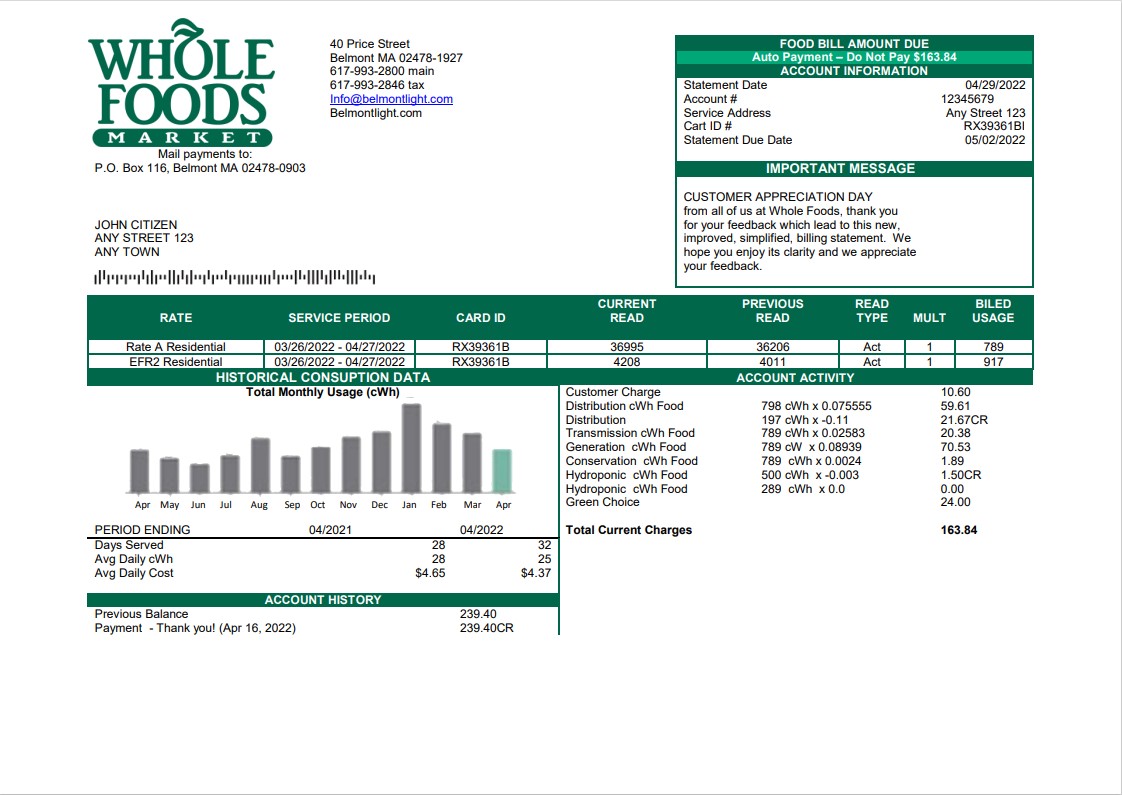 WHOLE
FOODS
MARKET
Mail payments to:
P.O. Box 116, Belmont MA 02478-0903
40 Price Street
Belmont MA 02478-1927
617-993-2800 main
617-993-2846 tax
Info@belmontlight.com
Belmontlight.com
FOOD BILL AMOUNT DUE
Auto Payment – Do Not Pay $163.84
ACCOUNT INFORMATION
Statement Date 04/29/2022
Account # 12345679
Service Address Any Street 123
Cart ID # RX39361BI
Statement Due Date 05/02/2022
IMPORTANT MESSAGE
CUSTOMER APPRECIATION DAY
from all of us at Whole Foods, thank you
for your feedback which lead to this new,
improved, simplified, billing statement. We
hope you enjoy its clarity and we appreciate
your feedback.
JOHN CITIZEN
ANY STREET 123
ANY TOWN
RATE SERVICE PERIOD CARD ID CURRENT READ PREVIOUS READ READ TYPE MULT BILED USAGE
Rate A Residential 03/26/2022 - 04/27/2022 RX39361B 36995 36206 Act 1 789
EFR2 Residential 03/26/2022 - 04/27/2022 RX39361B 4208 4011 Act 1 917
HISTORICAL CONSUPTION DATA
Total Monthly Usage (cWh)
Apr May Jun Jul Aug Sep Oct Nov Dec Jan Feb Mar Apr
PERIOD ENDING 04/2021 04/2022
Days Served 28 32
Avg Daily cWh 28 25
Avg Daily Cost $4.65 $4.37
ACCOUNT HISTORY
Previous Balance 239.40
Payment - Thank you! (Apr 16, 2022) 239.40CR
ACCOUNT ACTIVITY
Customer Charge 10.60
Distribution cWh Food 798 cWh x 0.075555 59.61
Distribution 197 cWh x -0.11 21.67CR
Transmission cWh Food 789 cWh x 0.02583 20.38
Generation cWh Food 789 cW x 0.08939 70.53
Conservation cWh Food 789 cWh x 0.0024 1.89
Hydroponic cWh Food 500 cWh x -0.003 1.50CR
Hydroponic cWh Food 289 cWh x 0.0 0.00
Green Choice 24.00
Total Current Charges 163.84